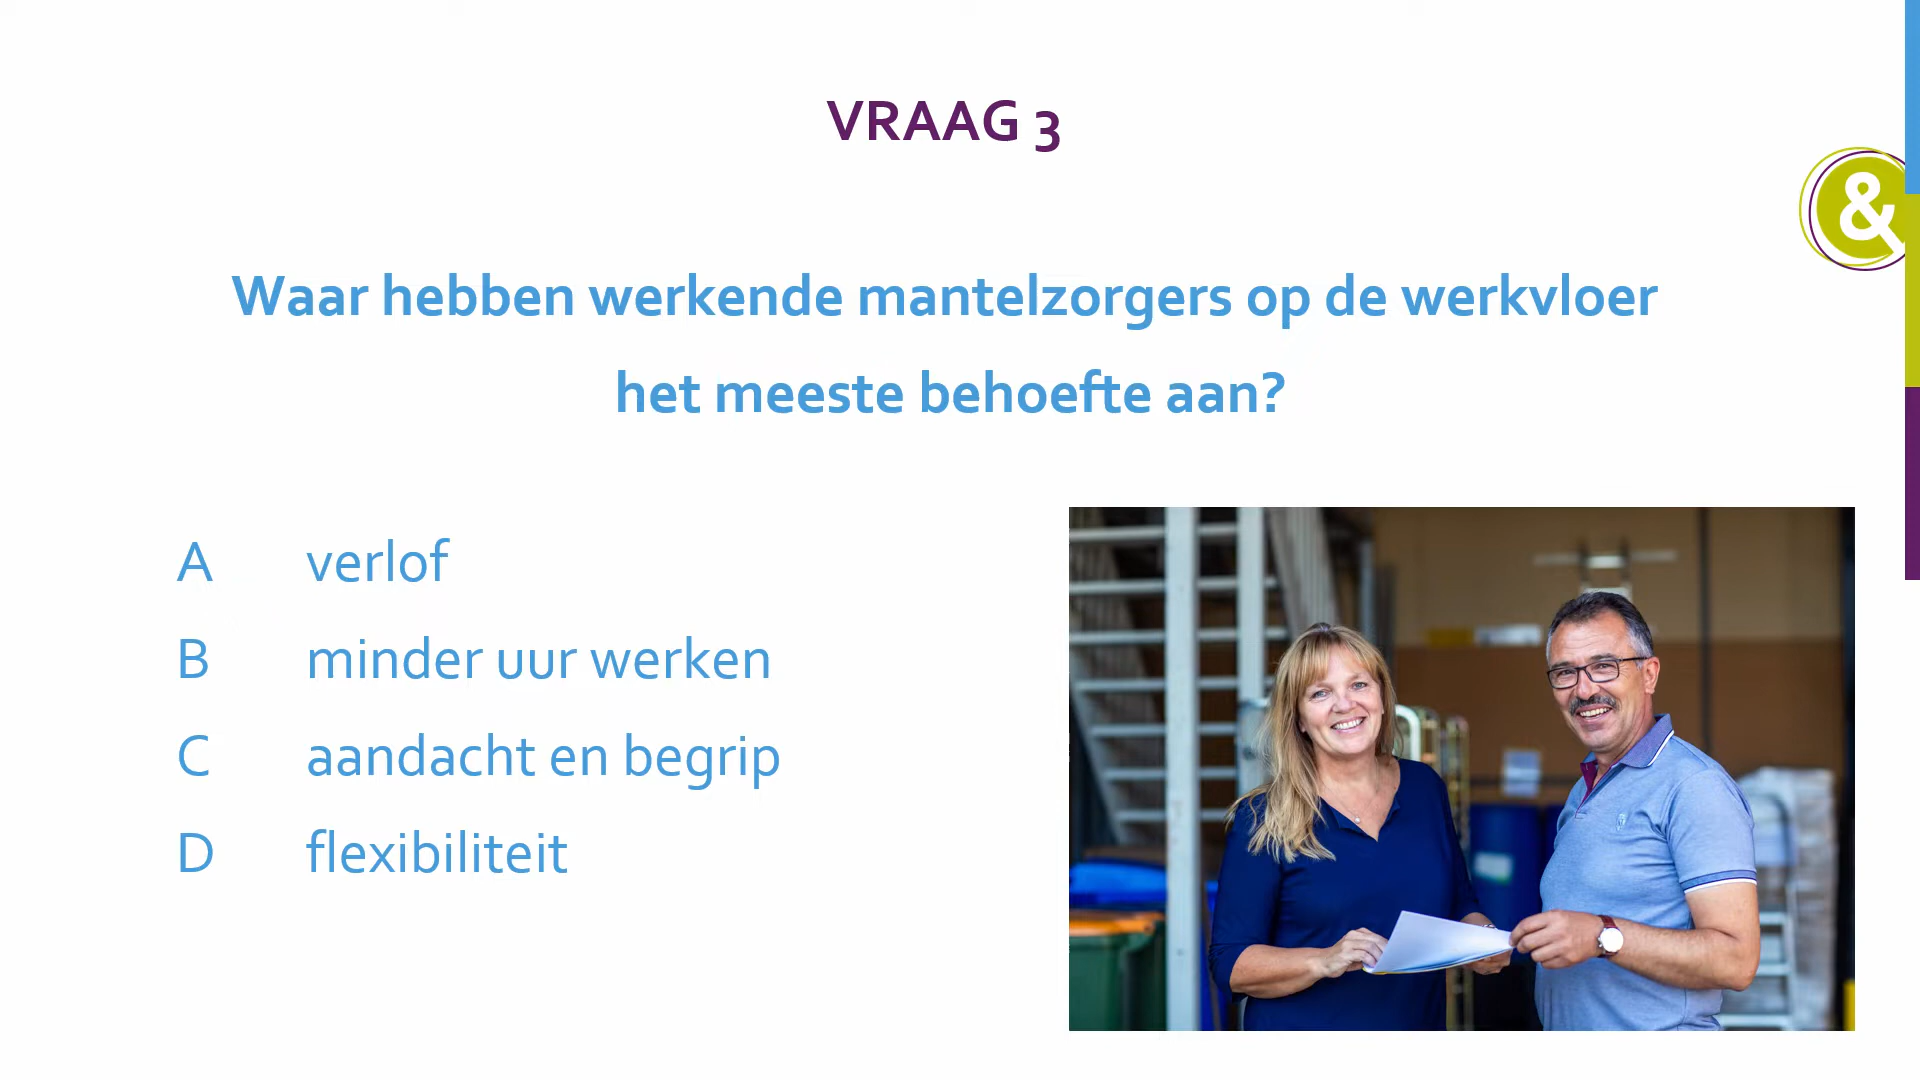 VRAAG 3
&
Waar hebben werkende mantelzorgers op de werkvloer
het meeste behoefte aan?
A verlof
B minder uur werken
C aandacht en begrip
D flexibiliteit